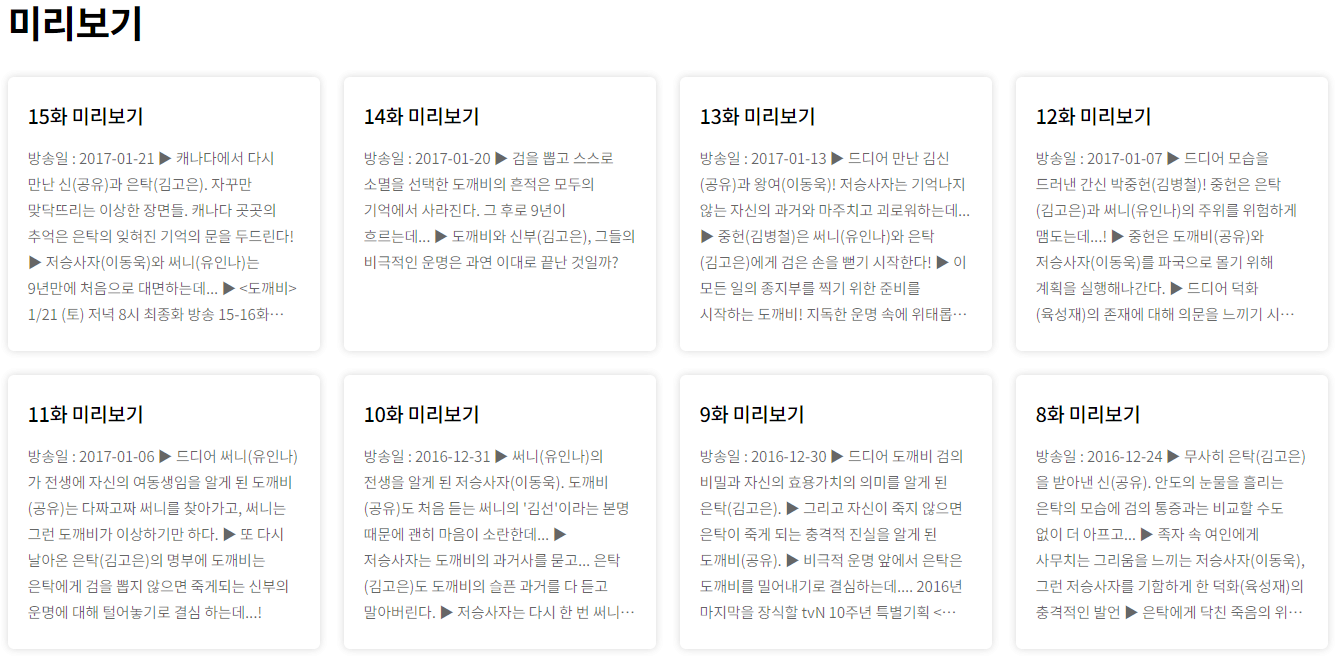 미리보기
15화 미리보기
방송일 : 2017-01-21 ▶ 캐나다에서 다시
만난 신(공유)과 은탁(김고은). 자꾸만
맞닥뜨리는 이상한 장면들. 캐나다 곳곳의
추억은 은탁의 잊혀진 기억의 문을 두드린다!
▶ 저승사자(이동욱)와 써니(유인나)는
9년만에 처음으로 대면하는데... ▶ <도깨비>
1/21 (토) 저녁 8시 최종화 방송 15-16화…
14화 미리보기
방송일 : 2017-01-20 ▶ 검을 뽑고 스스로
소멸을 선택한 도깨비의 흔적은 모두의
기억에서 사라진다. 그 후로 9년이
흐르는데... ▶ 도깨비와 신부(김고은), 그들의
비극적인 운명은 과연 이대로 끝난 것일까?
13화 미리보기
방송일 : 2017-01-13 ▶ 드디어 만난 김신
(공유)과 왕여(이동욱)! 저승사자는 기억나지
않는 자신의 과거와 마주치고 괴로워하는데...
▶ 중헌(김병철)은 써니(유인나)와 은탁
(김고은)에게 검은 손을 뻗기 시작한다! ▶ 이
모든 일의 종지부를 찍기 위한 준비를
시작하는 도깨비! 지독한 운명 속에 위태롭…
12화 미리보기
방송일 : 2017-01-07 ▶ 드디어 모습을
드러낸 간신 박중헌(김병철)! 중헌은 은탁
(김고은)과 써니(유인나)의 주위를 위험하게
맴도는데...! ▶ 중헌은 도깨비(공유)와
저승사자(이동욱)를 파국으로 몰기 위해
계획을 실행해나간다. ▶ 드디어 덕화
(육성재)의 존재에 대해 의문을 느끼기 시…
11화 미리보기
방송일 : 2017-01-06 ▶ 드디어 써니(유인나)
가 전생에 자신의 여동생임을 알게 된 도깨비
(공유)는 다짜고짜 써니를 찾아가고, 써니는
그런 도깨비가 이상하기만 하다. ▶ 또 다시
날아온 은탁(김고은)의 명부에 도깨비는
은탁에게 검을 뽑지 않으면 죽게되는 신부의
운명에 대해 털어놓기로 결심 하는데...!
10화 미리보기
방송일 : 2016-12-31 ▶ 써니(유인나)의
전생을 알게 된 저승사자(이동욱). 도깨비
(공유)도 처음 듣는 써니의 '김선'이라는 본명
때문에 괜히 마음이 소란한데... ▶
저승사자는 도깨비의 과거사를 묻고... 은탁
(김고은)도 도깨비의 슬픈 과거를 다 듣고
말아버린다. ▶ 저승사자는 다시 한 번 써니…
9화 미리보기
방송일 : 2016-12-30 ▶ 드디어 도깨비 검의
비밀과 자신의 효용가치의 의미를 알게 된
은탁(김고은). ▶ 그리고 자신이 죽지 않으면
은탁이 죽게 되는 충격적 진실을 알게 된
도깨비(공유). ▶ 비극적 운명 앞에서 은탁은
도깨비를 밀어내기로 결심하는데.... 2016년
마지막을 장식할 tvN 10주년 특별기획 <…
8화 미리보기
방송일 : 2016-12-24 ▶ 무사히 은탁(김고은)
을 받아낸 신(공유). 안도의 눈물을 흘리는
은탁의 모습에 검의 통증과는 비교할 수도
없이 더 아프고... ▶ 족자 속 여인에게
사무치는 그리움을 느끼는 저승사자(이동욱),
그런 저승사자를 기함하게 한 덕화(육성재)의
충격적인 발언 ▶ 은탁에게 닥친 죽음의 위…